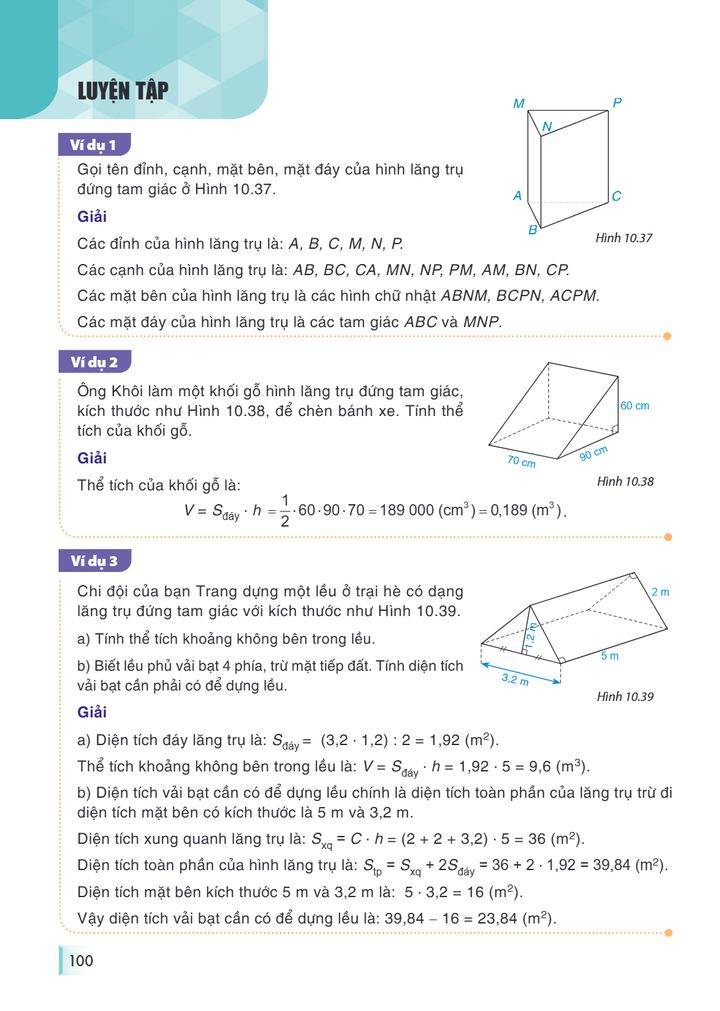 LUYỆN TẬP
M
P
N
A
C
B
Hình 10.37
Ví dụ 1
Gọi tên đỉnh, cạnh, mặt bên, mặt đáy của hình lăng trụ
đứng tam giác ở Hình 10.37.
Giải
Các đỉnh của hình lăng trụ là: A, B, C, M, N, P.
Các cạnh của hình lăng trụ là: AB, BC, CA, MN, NP, PM, AM, BN, CP.
Các mặt bên của hình lăng trụ là các hình chữ nhật ABNM, BCPN, ACPM.
Các mặt đáy của hình lăng trụ là các tam giác ABC và MNP.
Ví dụ 2
Ông Khôi làm một khối gỗ hình lăng trụ đứng tam giác,
kích thước như Hình 10.38, để chèn bánh xe. Tính thể
tích của khối gỗ.
60 cm
70 cm
90 cm
Hình 10.38
Giải
Thể tích của khối gỗ là:
V = Sđáy · h = 1/2 · 60 · 90 · 70 = 189 000 (cm³) = 0,189 (m³).
Ví dụ 3
Chi đội của bạn Trang dựng một lều ở trại hè có dạng
lăng trụ đứng tam giác với kích thước như Hình 10.39.
a) Tính thể tích khoảng không bên trong lều.
b) Biết lều phủ vải bạt 4 phía, trừ mặt tiếp đất. Tính diện tích
vải bạt cần phải có để dựng lều.
2 m
1,2 m
5 m
3,2 m
Hình 10.39
Giải
a) Diện tích đáy lăng trụ là: Sđáy = (3,2 · 1,2) : 2 = 1,92 (m²).
Thể tích khoảng không bên trong lều là: V = Sđáy · h = 1,92 · 5 = 9,6 (m³).
b) Diện tích vải bạt cần có để dựng lều chính là diện tích toàn phần của lăng trụ trừ đi
diện tích mặt bên có kích thước là 5 m và 3,2 m.
Diện tích xung quanh lăng trụ là: Sxq = C · h = (2 + 2 + 3,2) · 5 = 36 (m²).
Diện tích toàn phần của hình lăng trụ là: Stp = Sxq + 2Sđáy = 36 + 2 · 1,92 = 39,84 (m²).
Diện tích mặt bên kích thước 5 m và 3,2 m là: 5 · 3,2 = 16 (m²).
Vậy diện tích vải bạt cần có để dựng lều là: 39,84 – 16 = 23,84 (m²).
100